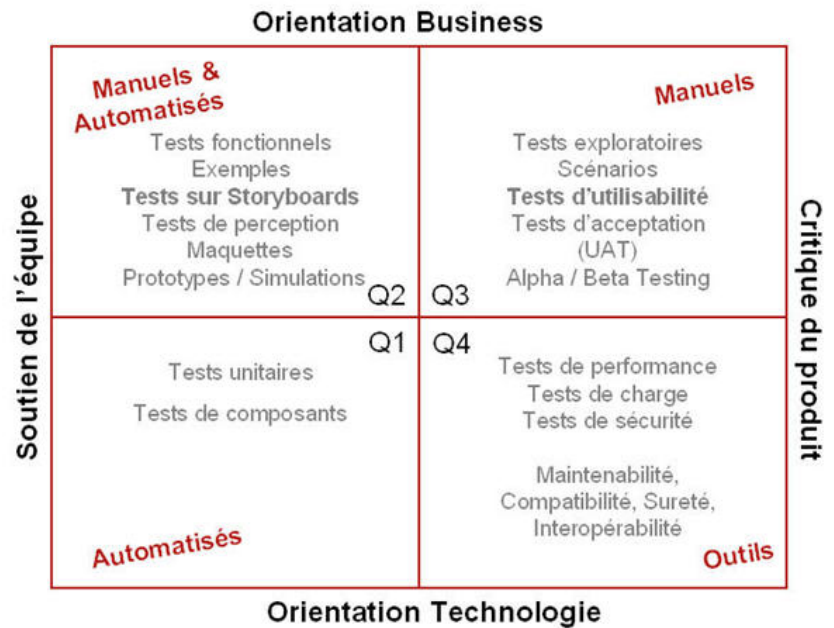 Orientation Business
Manuels &
Automatisés
Tests fonctionnels
Exemples
Tests sur Storyboards
Tests de perception
Maquettes
Prototypes / Simulations
Q2
Manuels
Tests exploratoires
Scénarios
Tests d'utilisabilité
Tests d'acceptation
(UAT)
Alpha / Beta Testing
Q3
Soutien de l'équipe
Critique du produit
Q1
Tests unitaires
Tests de composants
Automatisés
Q4
Tests de performance
Tests de charge
Tests de sécurité
Maintenabilité,
Compatibilité, Sureté,
Interopérabilité
Outils
Orientation Technologie